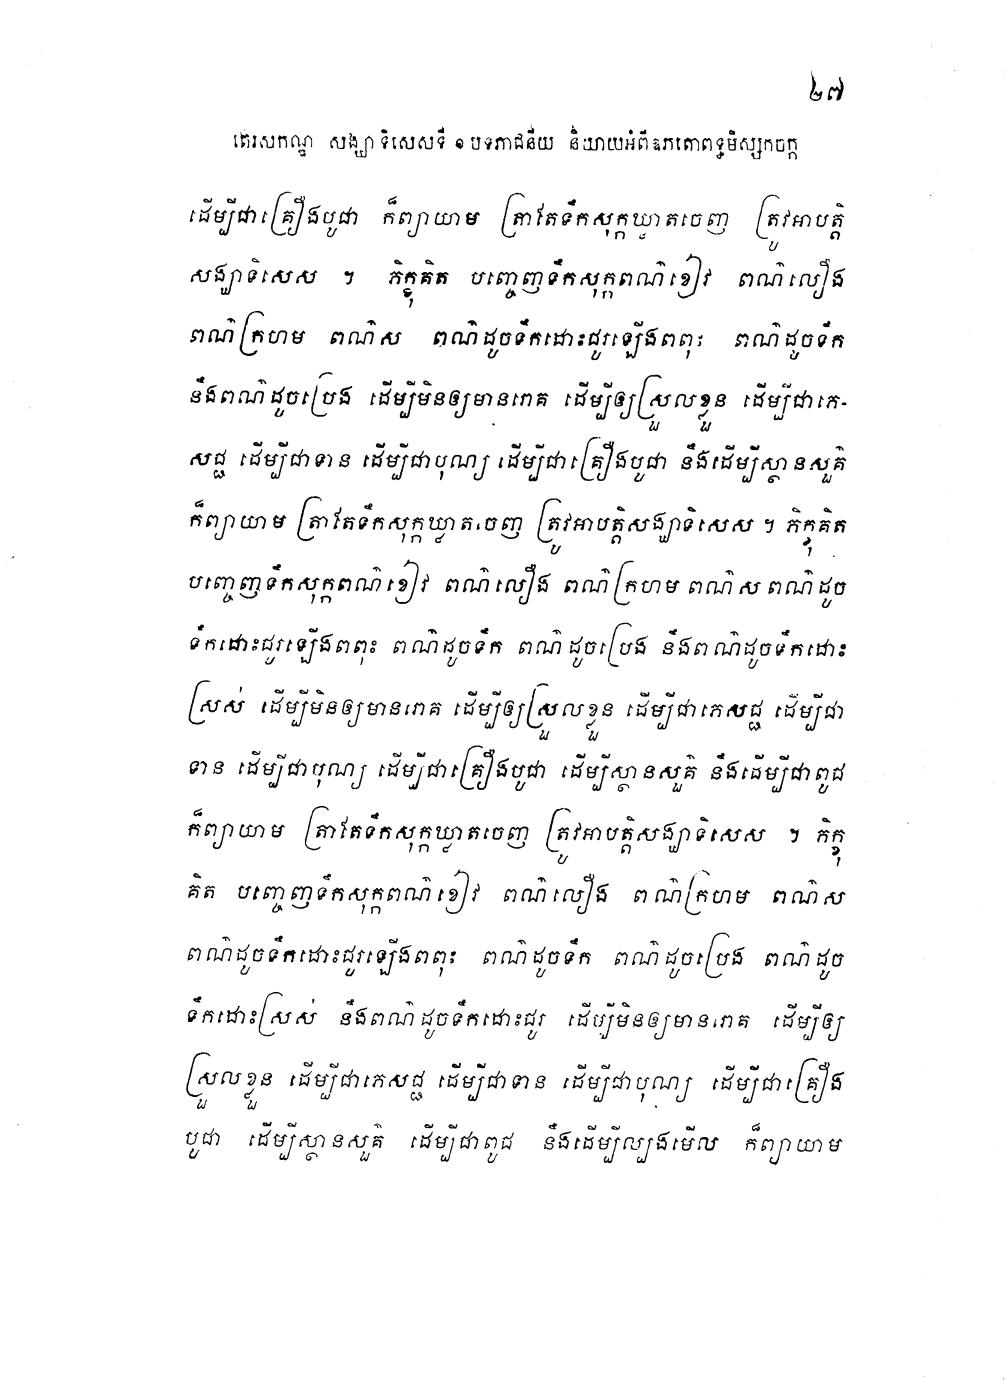 ២៧
តេរសកណ្ឌ សង្ឃាទិសេសទី ១ បទភាជនីយ និយាយអំពីឧភតោពទ្ធមិស្សកចក្ក
ដើម្បីជាគ្រឿងបូជា ក៏ព្យាយាម ត្រាតែទឹកសុក្កឃ្លាតចេញ ត្រូវអាបត្តិ
សង្ឃាទិសេស ។ ភិក្ខុគិត បញ្ចេញទឹកសុក្កពណ៌ខៀវ ពណ៌លឿង
ពណ៌ក្រហម ពណ៌ស ពណ៌ដូចទឹកដោះជូរឡើងពពុះ ពណ៌ដូចទឹក
នឹងពណ៌ដូចប្រេង ដើម្បីមិនឲ្យមានរោគ ដើម្បីឲ្យស្រួលខ្លួន ដើម្បីជាភេ-
សជ្ជ ដើម្បីជាទាន ដើម្បីជាបុណ្យ ដើម្បីជាគ្រឿងបូជា នឹងដើម្បីស្ថានសួគ៌
ក៏ព្យាយាម ត្រាតែទឹកសុក្កឃ្លាតចេញ ត្រូវអាបត្តិសង្ឃាទិសេស ។ ភិក្ខុគិត
បញ្ចេញទឹកសុក្កពណ៌ខៀវ ពណ៌លឿង ពណ៌ក្រហម ពណ៌ស ពណ៌ដូច
ទឹកដោះជូរឡើងពពុះ ពណ៌ដូចទឹក ពណ៌ដូចប្រេង នឹងពណ៌ដូចទឹកដោះ
ស្រស់ ដើម្បីមិនឲ្យមានរោគ ដើម្បីឲ្យស្រួលខ្លួន ដើម្បីជាភេសជ្ជ ដើម្បីជា
ទាន ដើម្បីជាបុណ្យ ដើម្បីជាគ្រឿងបូជា ដើម្បីស្ថានសួគ៌ នឹងដើម្បីជាពូជ
ក៏ព្យាយាម ត្រាតែទឹកសុក្កឃ្លាតចេញ ត្រូវអាបត្តិសង្ឃាទិសេស ។ ភិក្ខុ
គិត បញ្ចេញទឹកសុក្កពណ៌ខៀវ ពណ៌លឿង ពណ៌ក្រហម ពណ៌ស
ពណ៌ដូចទឹកដោះជូរឡើងពពុះ ពណ៌ដូចទឹក ពណ៌ដូចប្រេង ពណ៌ដូច
ទឹកដោះស្រស់ នឹងពណ៌ដូចទឹកដោះជូរ ដើម្បីមិនឲ្យមានរោគ ដើម្បីឲ្យ
ស្រួលខ្លួន ដើម្បីជាភេសជ្ជ ដើម្បីជាទាន ដើម្បីជាបុណ្យ ដើម្បីជាគ្រឿង
បូជា ដើម្បីស្ថានសួគ៌ ដើម្បីជាពូជ នឹងដើម្បីល្បងមើល ក៏ព្យាយាម